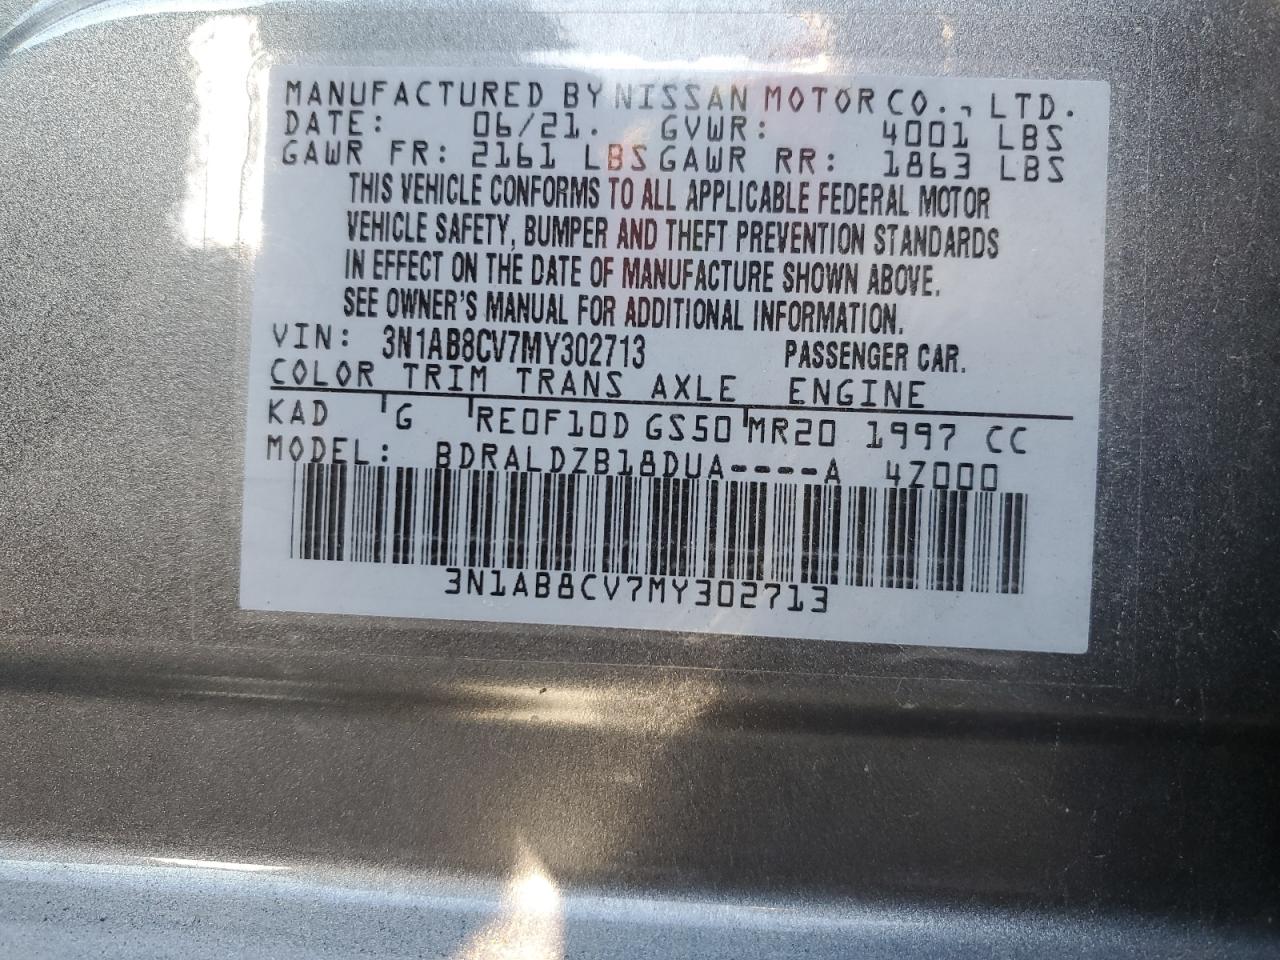 MANUFACTURED BY NISSAN MOTOR CO., LTD.
DATE: 06/21. GVWR: 4001 LBS
GAWR FR: 2161 LBS GAWR RR: 1863 LBS
THIS VEHICLE CONFORMS TO ALL APPLICABLE FEDERAL MOTOR
VEHICLE SAFETY, BUMPER AND THEFT PREVENTION STANDARDS
IN EFFECT ON THE DATE OF MANUFACTURE SHOWN ABOVE.
SEE OWNER'S MANUAL FOR ADDITIONAL INFORMATION.
VIN: 3N1AB8CV7MY302713 PASSENGER CAR.
COLOR TRIM TRANS AXLE ENGINE
KAD G RE0F10D GS50 MR20 1997 CC
MODEL: BDRALDZB18DUA----A 4Z000
3N1AB8CV7MY302713